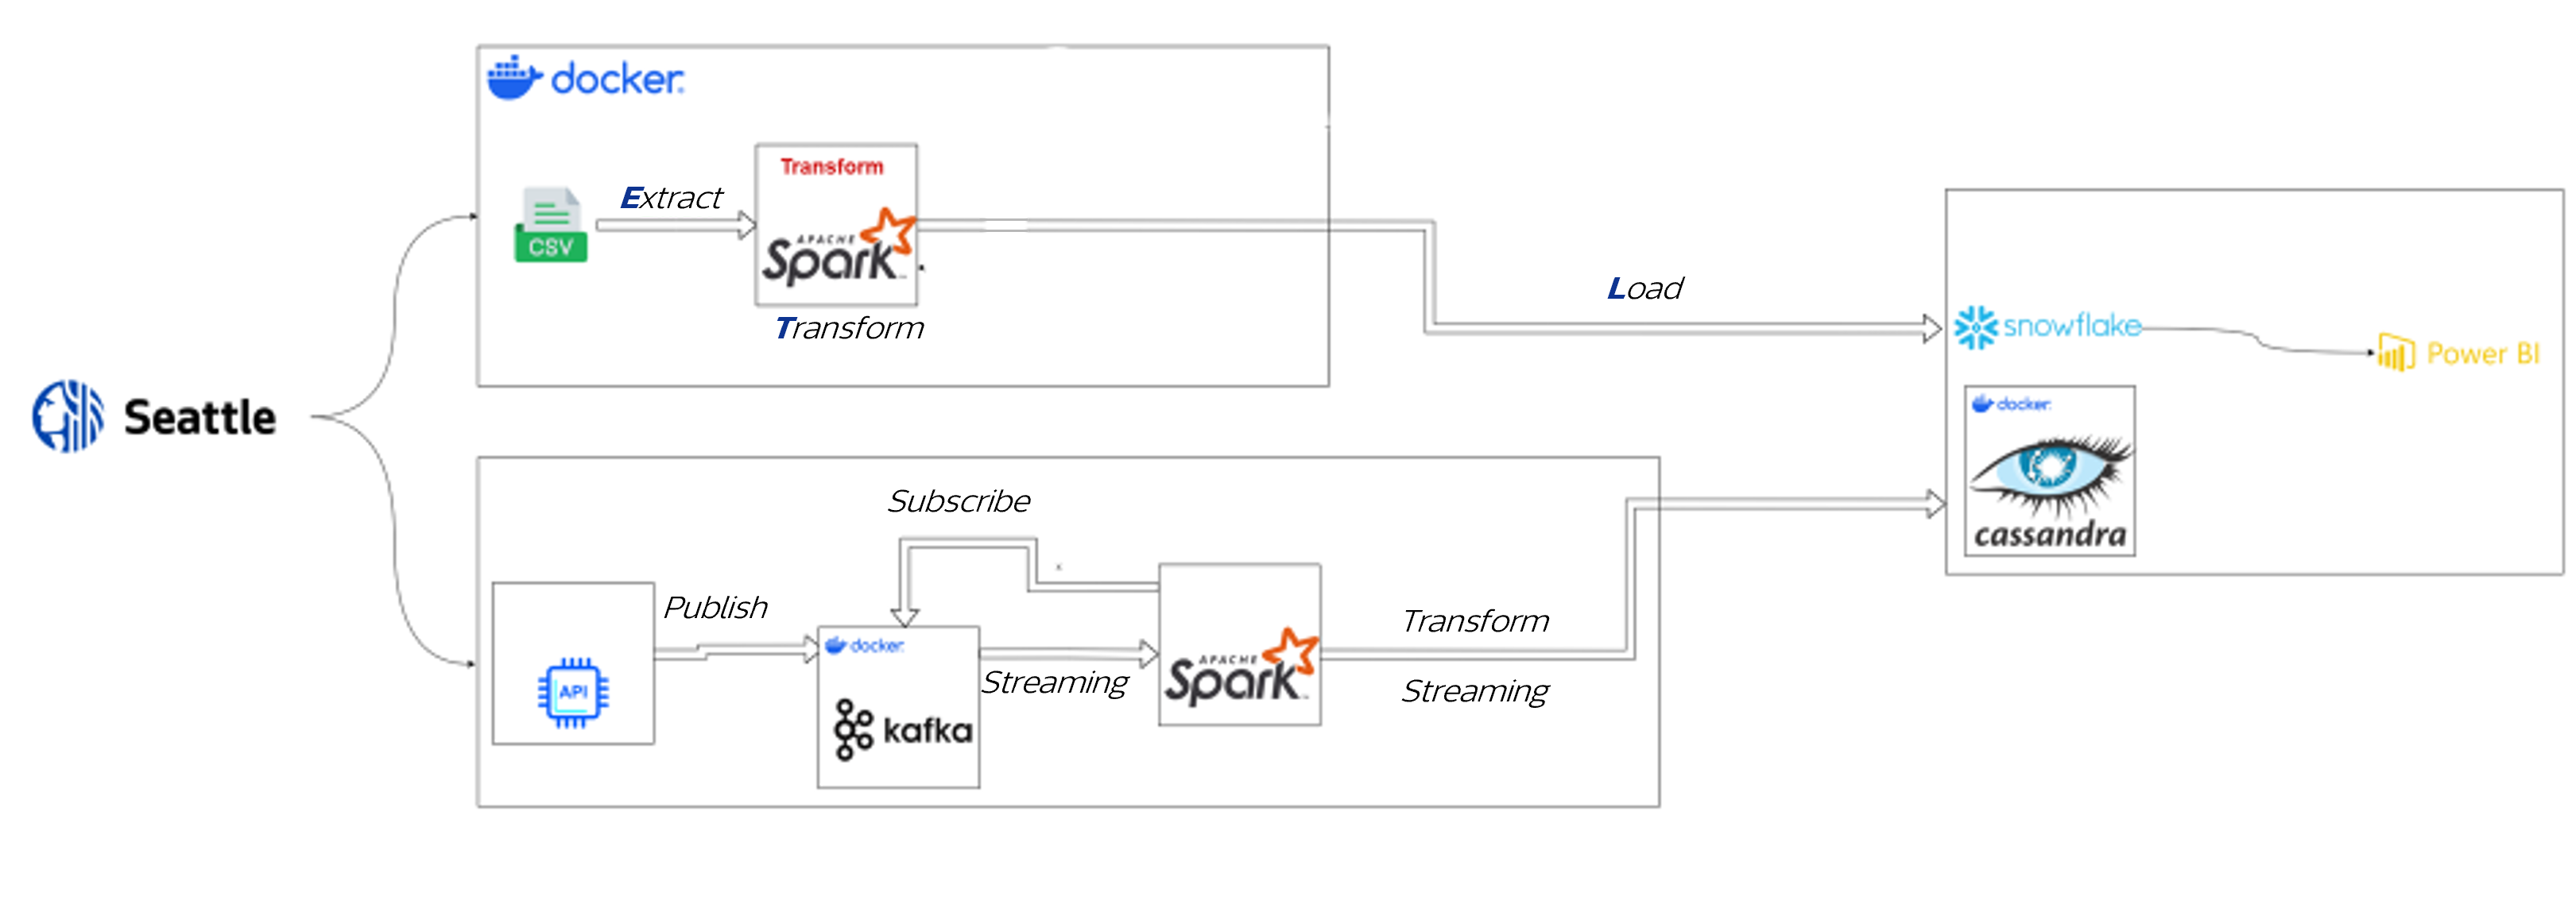 docker
Transform
Extract
CSV
APACHE
Spark
Transform
Load
snowflake
Power BI
Seattle
docker
cassandra
Subscribe
Publish
docker
Streaming
API
kafka
APACHE
Spark
Transform
Streaming